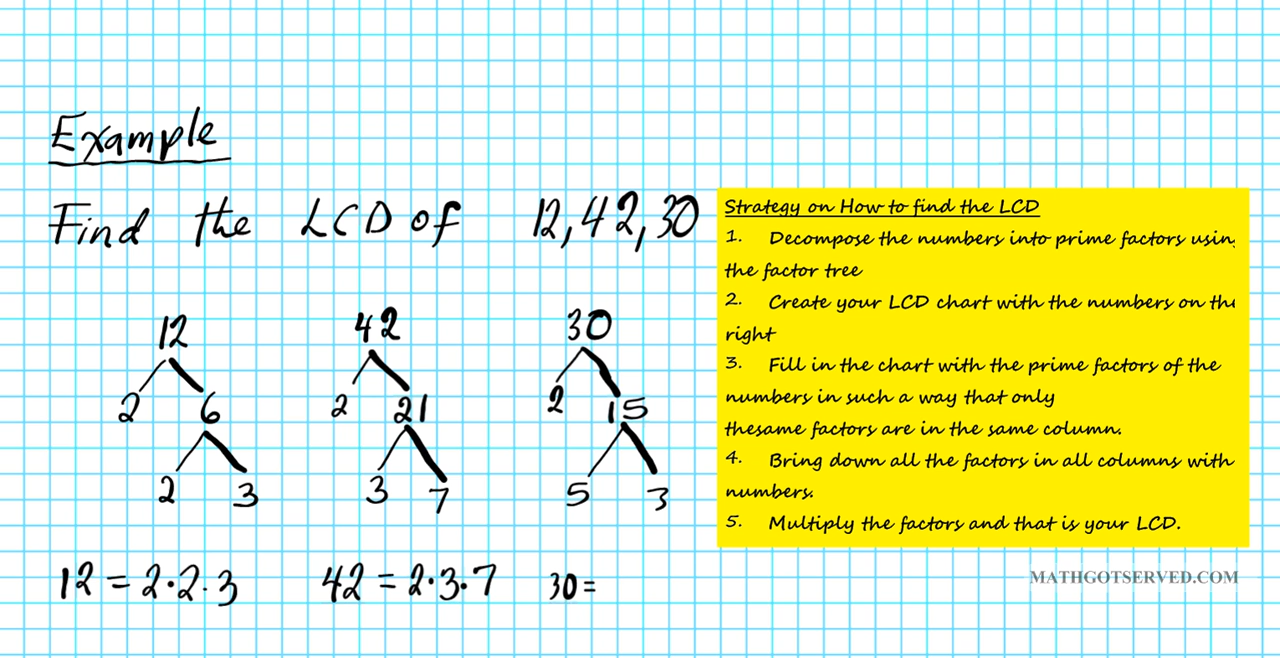 Example
Find the LCD of 12, 42, 30
12 42 30
2 6 2 21 2 15
2 3 3 7 5 3
12 = 2·2·3 42 = 2·3·7 30 =
Strategy on How to find the LCD
1. Decompose the numbers into prime factors usin
the factor tree
2. Create your LCD chart with the numbers on the
right
3. Fill in the chart with the prime factors of the
numbers in such a way that only
thesame factors are in the same column.
4. Bring down all the factors in all columns with
numbers.
5. Multiply the factors and that is your LCD.
MATHGOTSERVED.COM